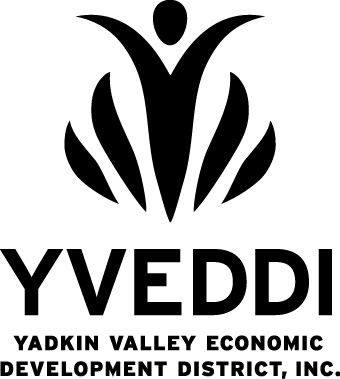 YVEDDI
YADKIN VALLEY ECONOMIC
DEVELOPMENT DISTRICT, INC.